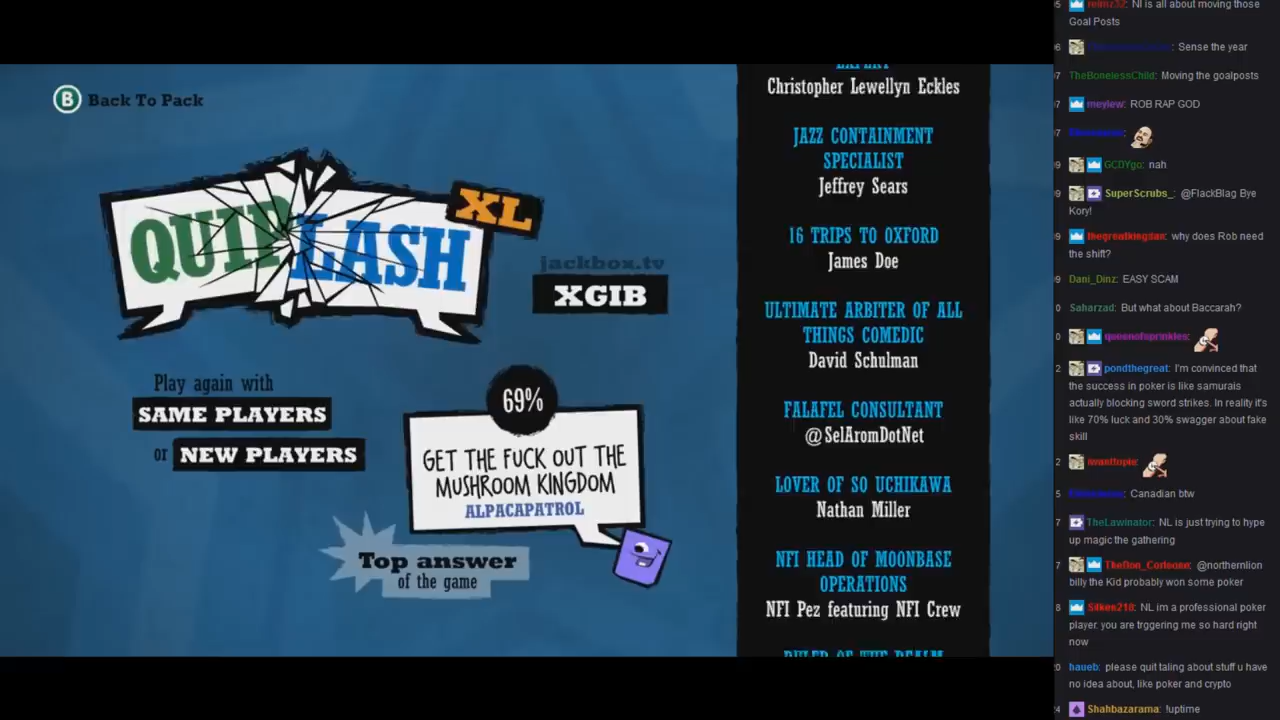 B Back To Pack
QUIPLASH XL
jackbox.tv
XGIB
Play again with
SAME PLAYERS
or NEW PLAYERS
69%
GET THE FUCK OUT THE
MUSHROOM KINGDOM
ALPACAPATROL
Top answer
of the game
EXPERT
Christopher Lewellyn Eckles
JAZZ CONTAINMENT
SPECIALIST
Jeffrey Sears
16 TRIPS TO OXFORD
James Doe
ULTIMATE ARBITER OF ALL
THINGS COMEDIC
David Schulman
FALAFEL CONSULTANT
@SelAromDotNet
LOVER OF SO UCHIKAWA
Nathan Miller
NFI HEAD OF MOONBASE
OPERATIONS
NFI Pez featuring NFI Crew
RULER OF THE REALM
: NI is all about moving those
Goal Posts
: Sense the year
TheBonelessChild: Moving the goalposts
meylew: ROB RAP GOD
GCDYgo: nah
SuperScrubs_: @FlackBlag Bye
Kory!
thegreatkingdan: why does Rob need
the shift?
Dani_Dinz: EASY SCAM
Saharzad: But what about Baccarah?
queenofsprinkles:
pondthegreat: I'm convinced that
the success in poker is like samurais
actually blocking sword strikes. In reality it's
like 70% luck and 30% swagger about fake
skill
iwanttopie:
: Canadian btw
TheLawinator: NL is just trying to hype
up magic the gathering
: @northernlion
billy the Kid probably won some poker
Silken218: NL im a professional poker
player. you are trggering me so hard right
now
haueb: please quit taling about stuff u have
no idea about, like poker and crypto
Shahbazarama: !uptime